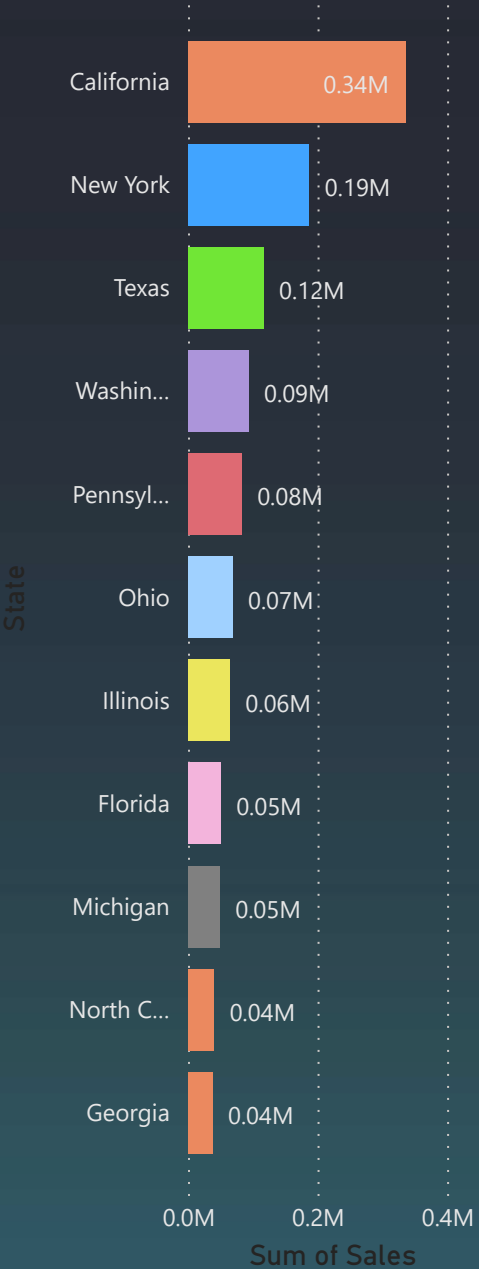 California 0.34M
New York 0.19M
Texas 0.12M
Washin... 0.09M
Pennsyl... 0.08M
Ohio 0.07M
Illinois 0.06M
Florida 0.05M
Michigan 0.05M
North C... 0.04M
Georgia 0.04M
State
0.0M 0.2M 0.4M
Sum of Sales